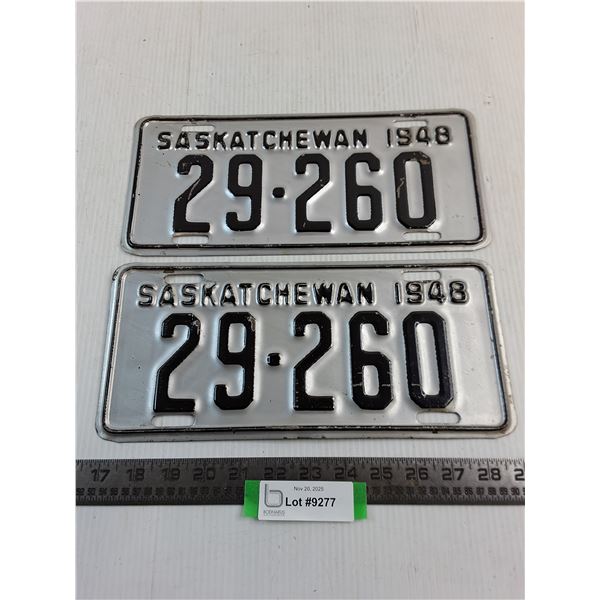 SASKATCHEWAN 1948
29·260
SASKATCHEWAN 1948
29·260
17 18 19 20 21 22 23 24 25 26 27 28
Nov 20, 2025
Lot #9277
b
BODNARUS